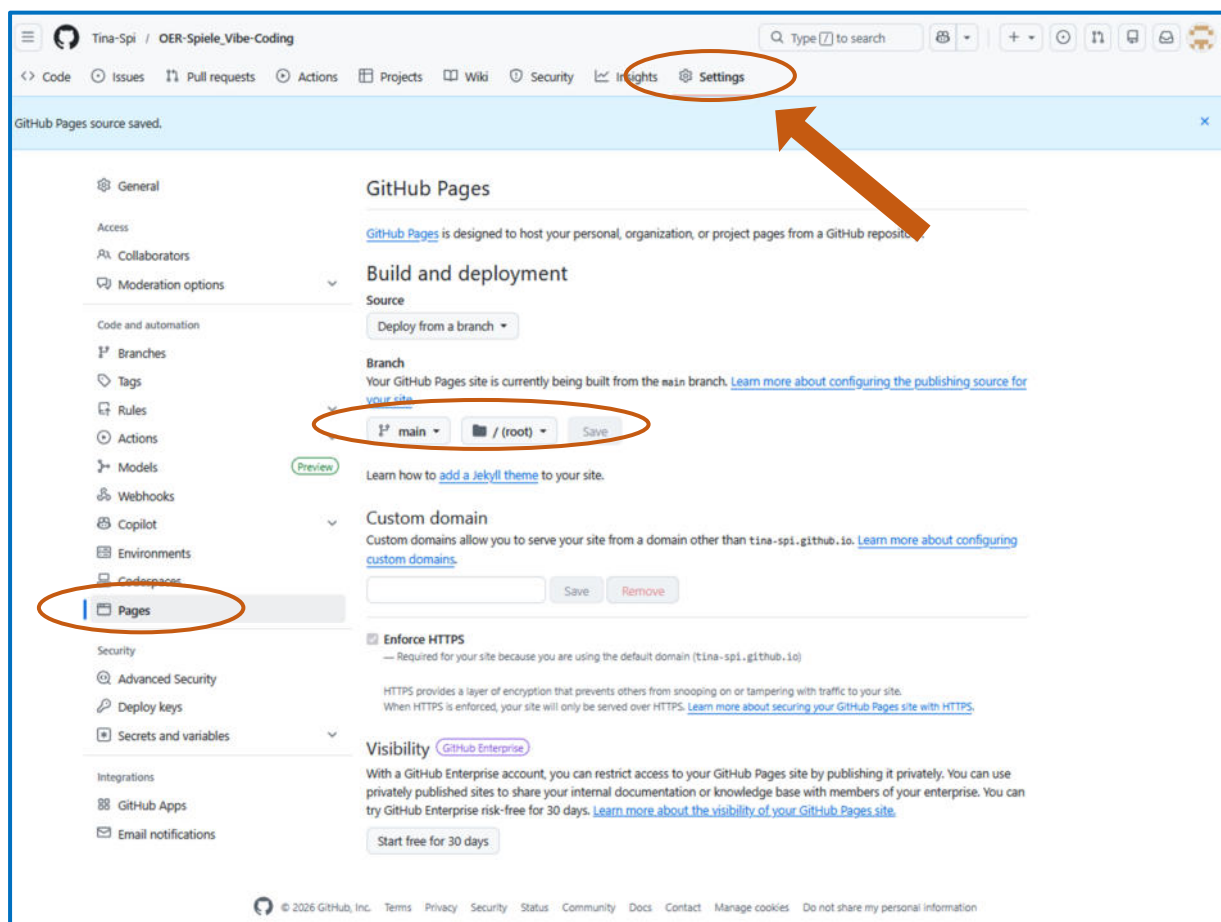 Tina-Spi / OER-Spiele_Vibe-Coding
Type / to search
Code Issues Pull requests Actions Projects Wiki Security Insights Settings
GitHub Pages source saved.
General
Access
Collaborators
Moderation options
Code and automation
Branches
Tags
Rules
Actions
Models Preview
Webhooks
Copilot
Environments
Codespaces
Pages
Security
Advanced Security
Deploy keys
Secrets and variables
Integrations
GitHub Apps
Email notifications
GitHub Pages
GitHub Pages is designed to host your personal, organization, or project pages from a GitHub repository.
Build and deployment
Source
Deploy from a branch
Branch
Your GitHub Pages site is currently being built from the main branch. Learn more about configuring the publishing source for
your site.
main / (root) Save
Learn how to add a Jekyll theme to your site.
Custom domain
Custom domains allow you to serve your site from a domain other than tina-spi.github.io. Learn more about configuring
custom domains.
Save Remove
Enforce HTTPS
— Required for your site because you are using the default domain (tina-spi.github.io)
HTTPS provides a layer of encryption that prevents others from snooping on or tampering with traffic to your site.
When HTTPS is enforced, your site will only be served over HTTPS. Learn more about securing your GitHub Pages site with HTTPS.
Visibility GitHub Enterprise
With a GitHub Enterprise account, you can restrict access to your GitHub Pages site by publishing it privately. You can use
privately published sites to share your internal documentation or knowledge base with members of your enterprise. You can
try GitHub Enterprise risk-free for 30 days. Learn more about the visibility of your GitHub Pages site.
Start free for 30 days
© 2026 GitHub, Inc. Terms Privacy Security Status Community Docs Contact Manage cookies Do not share my personal information